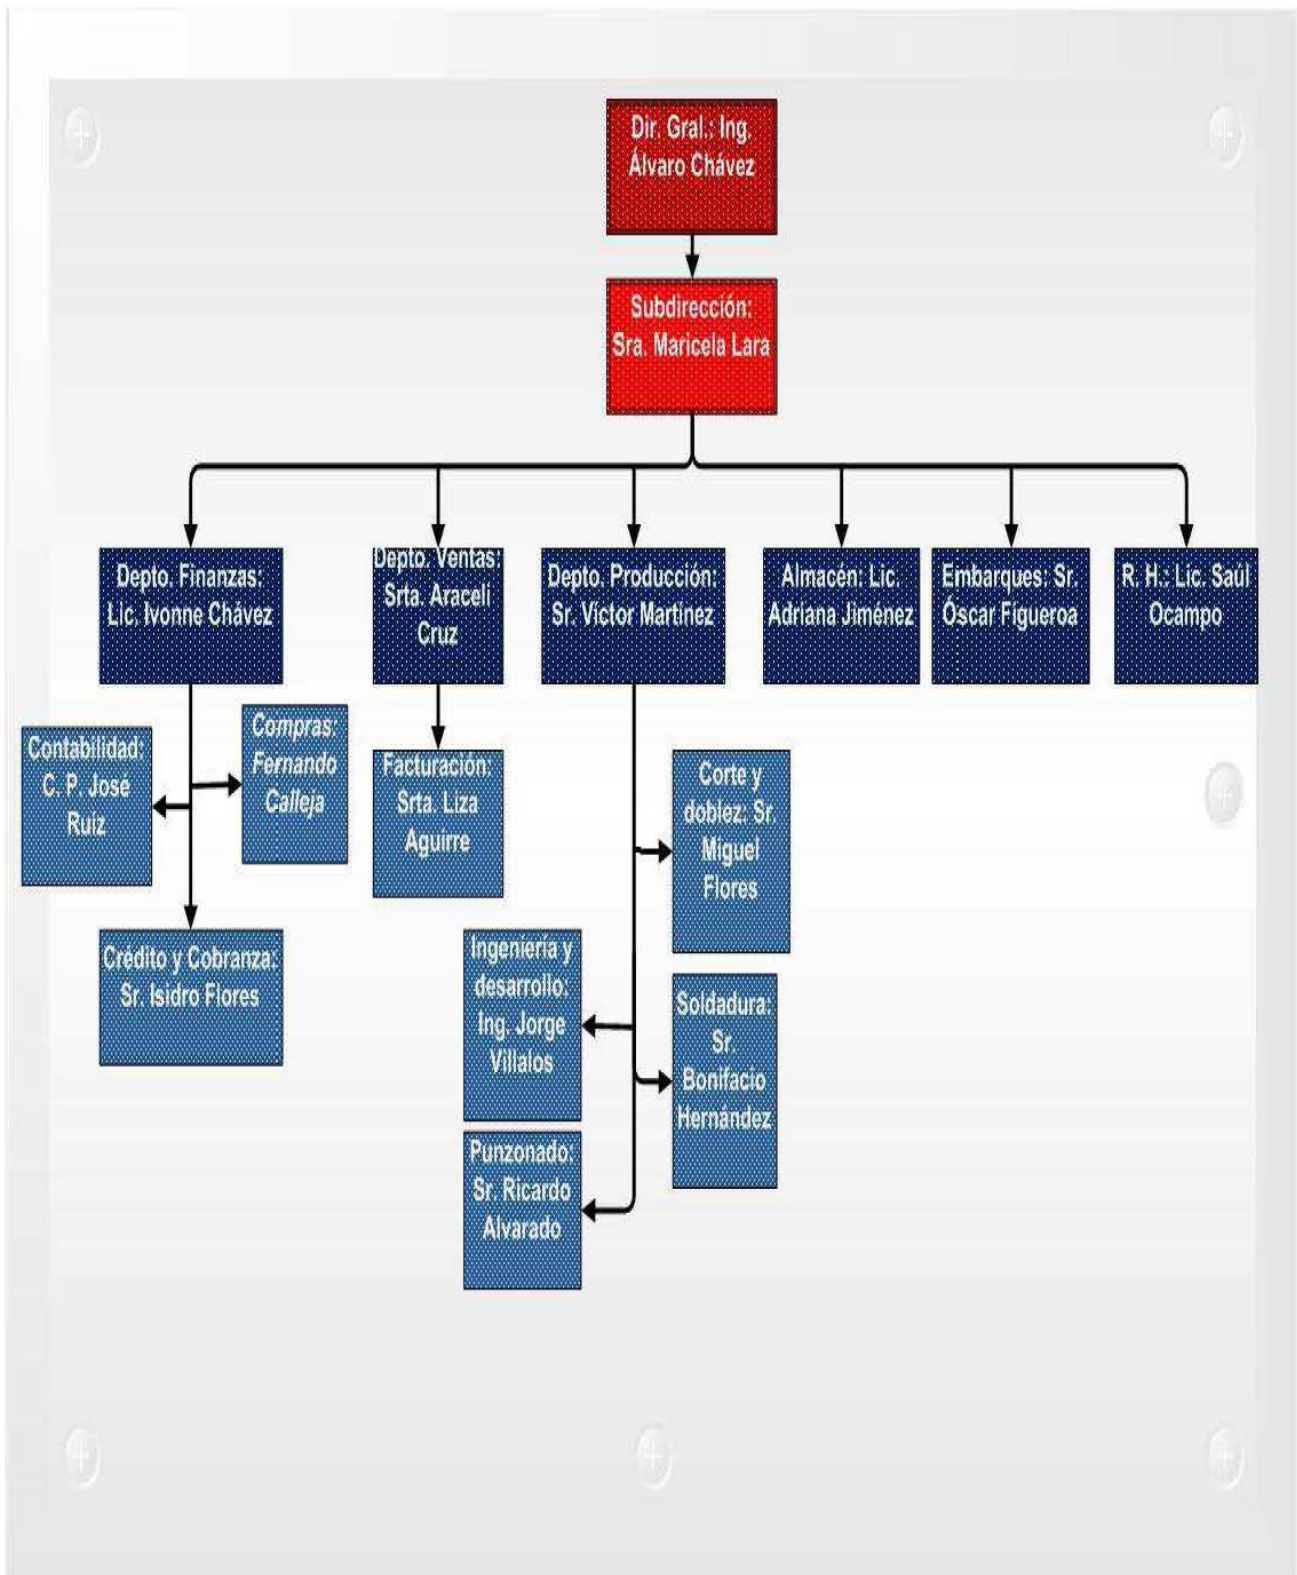 Dir. Gral.: Ing.
Álvaro Chávez
Subdirección:
Sra. Maricela Lara
Depto. Finanzas:
Lic. Ivonne Chávez
Depto. Ventas:
Srta. Araceli
Cruz
Depto. Producción:
Sr. Víctor Martínez
Almacén: Lic.
Adriana Jiménez
Embarques: Sr.
Óscar Figueroa
R. H.: Lic. Saúl
Ocampo
Contabilidad:
C. P. José
Ruiz
Compras:
Fernando
Calleja
Crédito y Cobranza:
Sr. Isidro Flores
Facturación:
Srta. Liza
Aguirre
Corte y
doblez: Sr.
Miguel
Flores
Ingeniería y
desarrollo:
Ing. Jorge
Villalos
Soldadura:
Sr.
Bonifacio
Hernández
Punzonado:
Sr. Ricardo
Alvarado